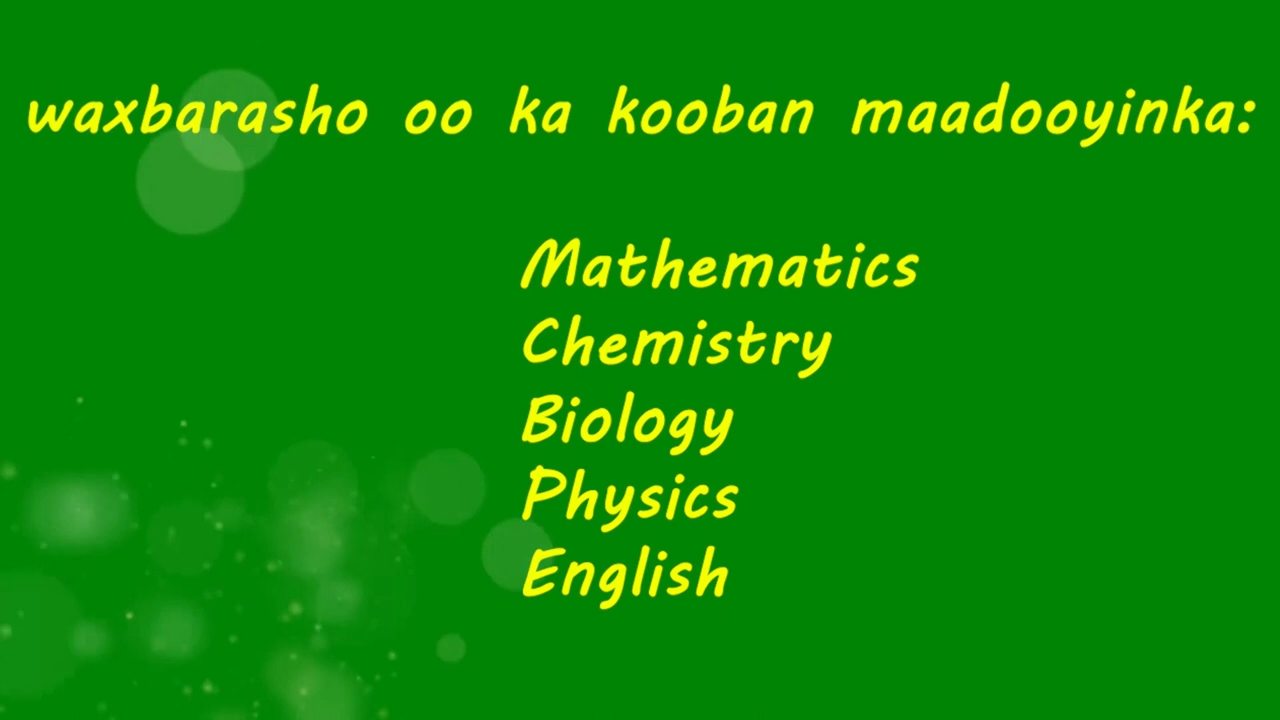 waxbarasho oo ka kooban maadooyinka:
Mathematics
Chemistry
Biology
Physics
English